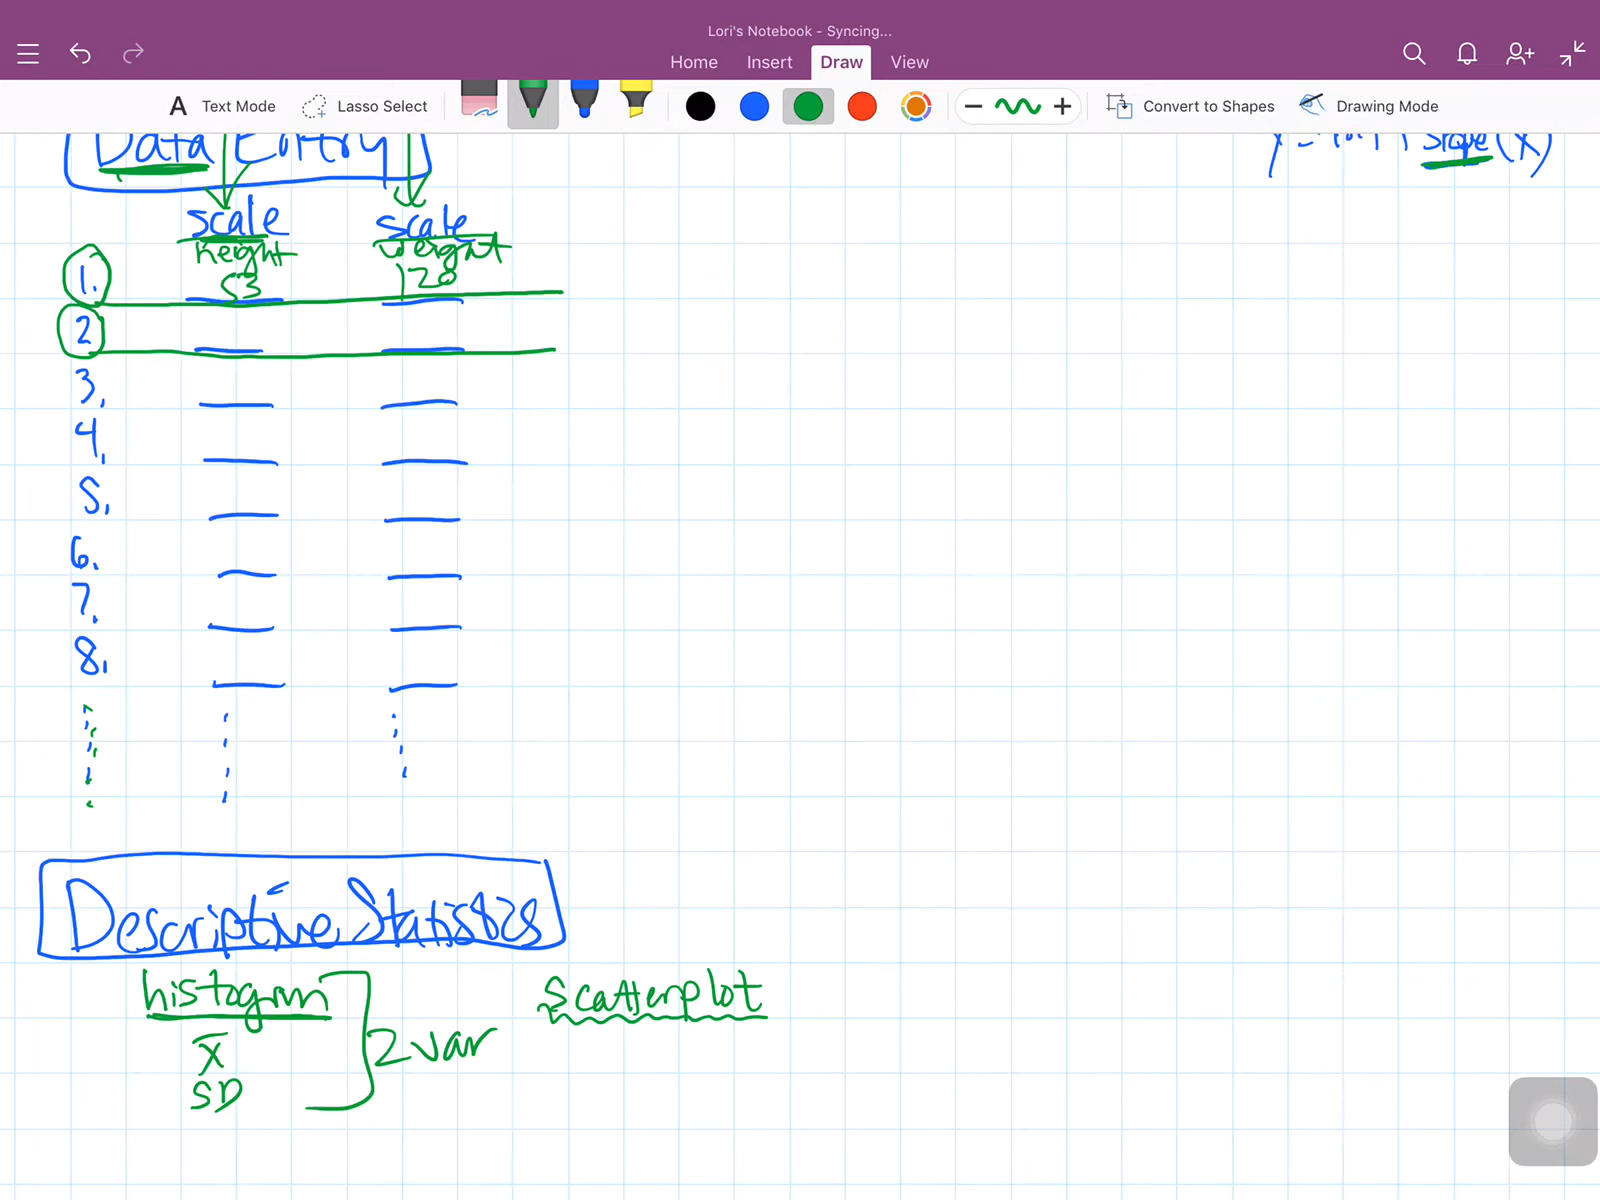 Lori's Notebook - Syncing...
Home Insert Draw View
Text Mode Lasso Select Convert to Shapes Drawing Mode
Data Entry
slope (x)
scale scale
height weight
1. 53 120
2
3.
4.
5.
6.
7.
8.
Descriptive Statistics
histogram scatterplot
x̄ 2 var
SD